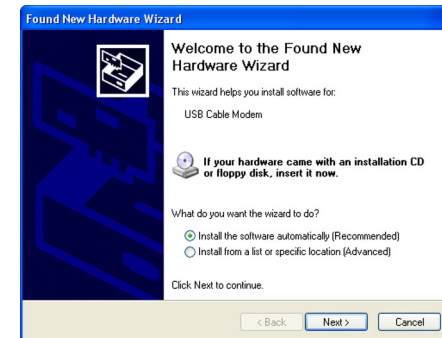 Found New Hardware Wizard
Welcome to the Found New
Hardware Wizard
This wizard helps you install software for:
USB Cable Modem
If your hardware came with an installation CD
or floppy disk, insert it now.
What do you want the wizard to do?
Install the software automatically (Recommended)
Install from a list or specific location (Advanced)
Click Next to continue.
< Back Next > Cancel